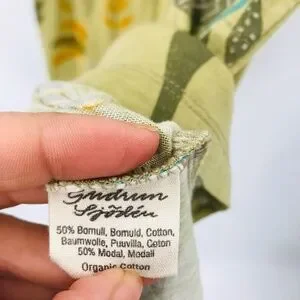 Gudrun
Sjödén
50% Bomull, Bomuld, Cotton,
Baumwolle, Puuvilla, Coton
50% Modal, Modali
Organic Cotton